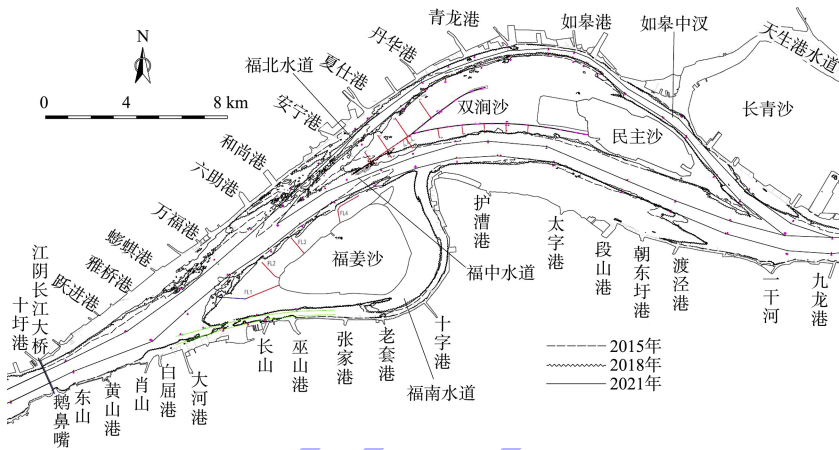 N
0 4 8 km
青龙港
如皋港
如皋中汊
天生港水道
丹华港
夏仕港
福北水道
安宁港
双涧沙
长青沙
民主沙
和尚港
六助港
万福港
蟛蜞港
雅桥港
跃进港
江阴长江大桥
十圩港
FL4
FL3
FL2
FL1
福姜沙
护漕港
福中水道
太字港
段山港
朝东圩港
渡泾港
一干河
九龙港
鹅鼻嘴
东山
黄山港
肖山
白屈港
大河港
长山
巫山港
张家港
老套港
十字港
福南水道
2015年
2018年
2021年